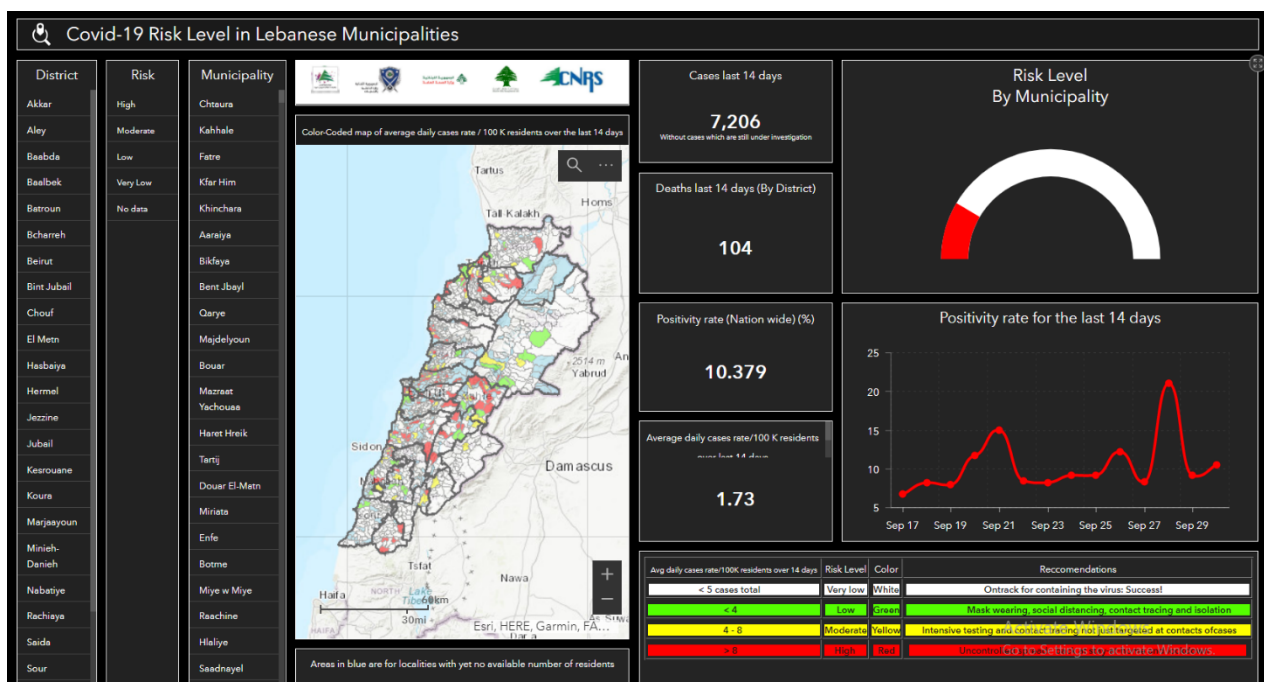 Covid-19 Risk Level in Lebanese Municipalities
District
Akkar
Aley
Baabda
Baalbek
Batroun
Bcharreh
Beirut
Bint Jubail
Chouf
El Metn
Hasbaiya
Hermel
Jezzine
Jubail
Kesrouane
Koura
Marjaayoun
Minieh-
Danieh
Nabatiye
Rachiaya
Saida
Sour
Risk
High
Moderate
Low
Very Low
No data
Municipality
Chtaura
Kahhale
Fatre
Kfar Him
Khinchara
Aaraiya
Bikfaya
Bent Jbayl
Qarye
Majdelyoun
Bouar
Mazraat
Yachouaa
Haret Hreik
Tartij
Douar El-Matn
Miriata
Enfe
Botme
Miye w Miye
Raachine
Hlaliye
Saadnayel
CNRS
Color-Coded map of average daily cases rate / 100 K residents over the last 14 days
Tartus
Homs
Tall Kalakh
2514 m
An
Yabrud
Sidon
Damascus
Tsfat
Nawa
Haifa
NORTH
Lake
60km
30mi
HAIFA
Esri, HERE, Garmin, FA...
Areas in blue are for localities with yet no available number of residents
Cases last 14 days
7,206
Without cases which are still under investigation
Deaths last 14 days (By District)
104
Positivity rate (Nation wide) (%)
10.379
Average daily cases rate/100 K residents
over last 14 days
1.73
Risk Level
By Municipality
Positivity rate for the last 14 days
25
20
15
10
5
Sep 17 Sep 19 Sep 21 Sep 23 Sep 25 Sep 27 Sep 29
Avg daily cases rate/100K residents over 14 days Risk Level Color Reccomendations
< 5 cases total Very low White Ontrack for containing the virus: Success!
< 4 Low Green Mask wearing, social distancing, contact tracing and isolation
4 - 8 Moderate Yellow Intensive testing and contact tracing not just targeted at contacts ofcases
> 8 High Red
Activate Windows
Go to Settings to activate Windows.